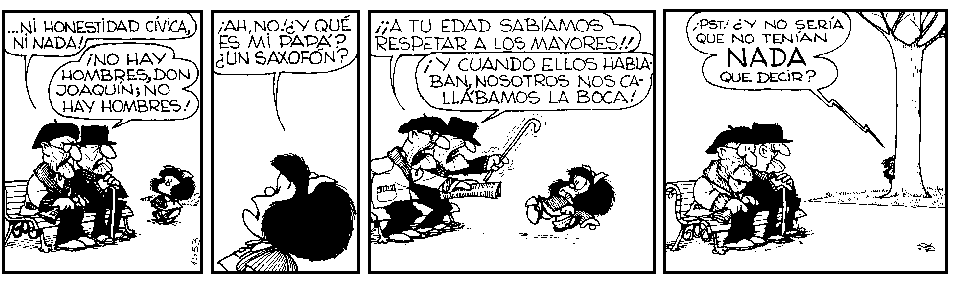 ...NI HONESTIDAD CÍVICA,
NI NADA!
¡NO HAY
HOMBRES, DON
JOAQUÍN; NO
HAY HOMBRES!
¡AH, NO! ¿Y QUÉ
ES MI PAPÁ?
¿UN SAXOFÓN?
¡¡A TU EDAD SABÍAMOS
RESPETAR A LOS MAYORES!!
¡Y CUANDO ELLOS HABLA-
BAN, NOSOTROS NOS CA-
LLÁBAMOS LA BOCA!
¡PST! ¿Y NO SERÍA
QUE NO TENÍAN
NADA
QUE DECIR?